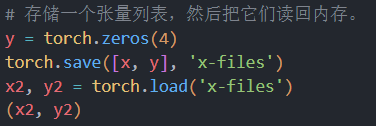 # 存储一个张量列表，然后把它们读回内存。
y = torch.zeros(4)
torch.save([x, y], 'x-files')
x2, y2 = torch.load('x-files')
(x2, y2)